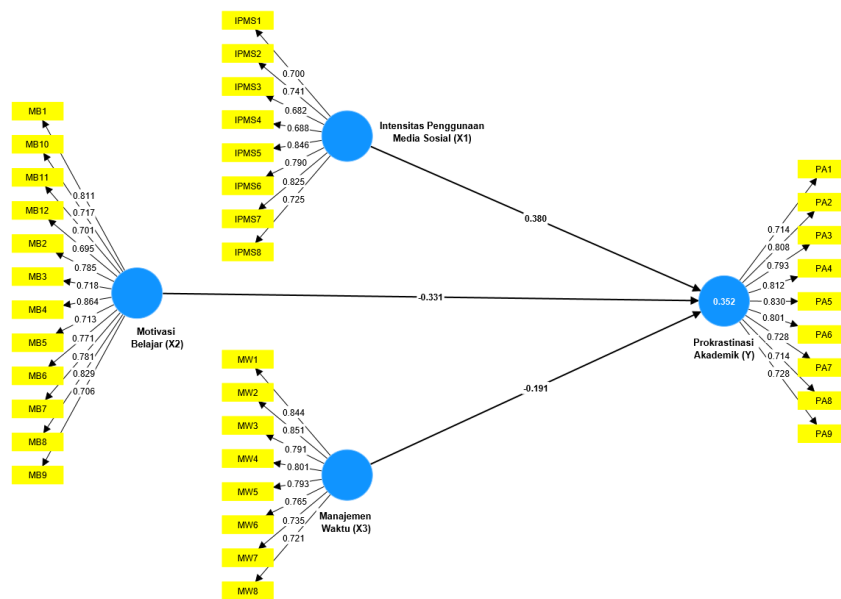 IPMS1
IPMS2
IPMS3
IPMS4
IPMS5
IPMS6
IPMS7
IPMS8
0.700
0.741
0.682
0.688
0.846
0.790
0.825
0.725
Intensitas Penggunaan
Media Sosial (X1)
MB1
MB10
MB11
MB12
MB2
MB3
MB4
MB5
MB6
MB7
MB8
MB9
0.811
0.717
0.701
0.695
0.785
0.718
0.864
0.713
0.771
0.781
0.829
0.706
Motivasi
Belajar (X2)
MW1
MW2
MW3
MW4
MW5
MW6
MW7
MW8
0.844
0.851
0.791
0.801
0.793
0.765
0.735
0.721
Manajemen
Waktu (X3)
0.380
-0.331
-0.191
0.352
Prokrastinasi
Akademik (Y)
0.714
0.808
0.793
0.812
0.830
0.801
0.728
0.714
0.728
PA1
PA2
PA3
PA4
PA5
PA6
PA7
PA8
PA9